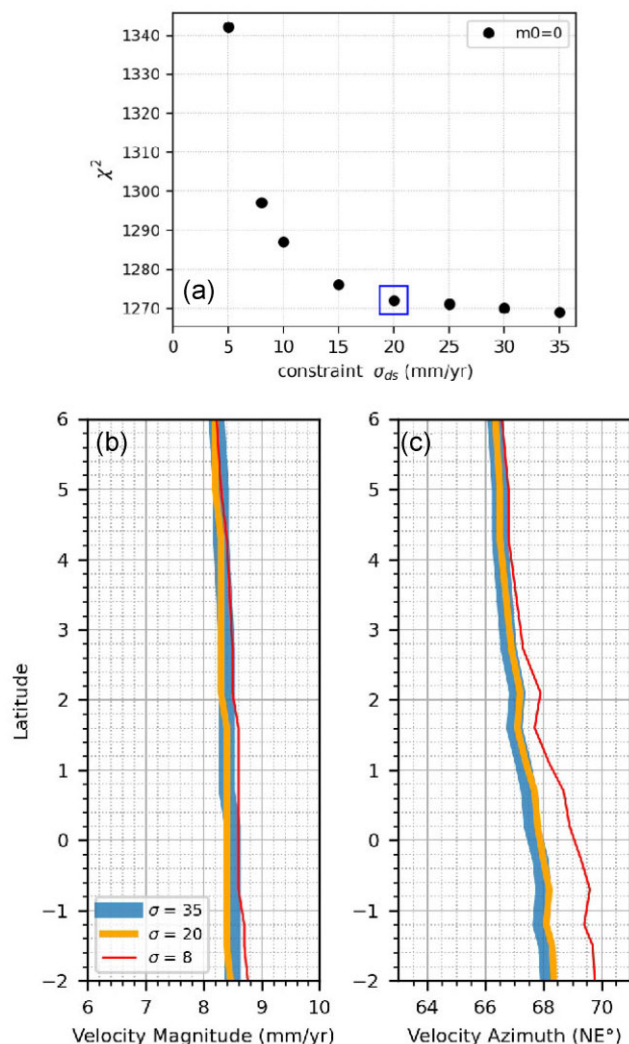 1340
1330
1320
1310
1300
1290
1280
1270
χ²
m0=0
(a)
0 5 10 15 20 25 30 35
constraint σds (mm/yr)
6
5
4
3
2
1
0
−1
−2
Latitude
(b)
σ = 35
σ = 20
σ = 8
6 7 8 9 10
Velocity Magnitude (mm/yr)
6
5
4
3
2
1
0
−1
−2
(c)
64 66 68 70
Velocity Azimuth (NE°)